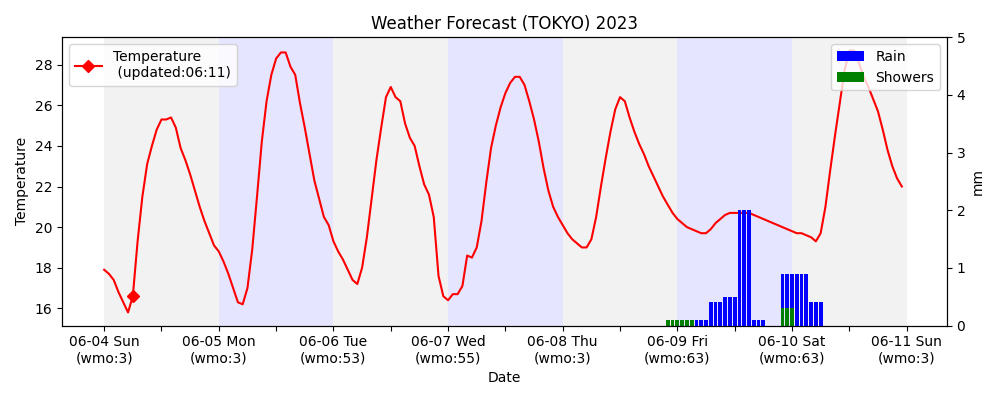 Weather Forecast (TOKYO) 2023
Temperature
(updated:06:11)
Rain
Showers
28
26
24
22
20
18
16
Temperature
5
4
3
2
1
0
mm
06-04 Sun
(wmo:3)
06-05 Mon
(wmo:3)
06-06 Tue
(wmo:53)
06-07 Wed
(wmo:55)
06-08 Thu
(wmo:3)
06-09 Fri
(wmo:63)
06-10 Sat
(wmo:63)
06-11 Sun
(wmo:3)
Date